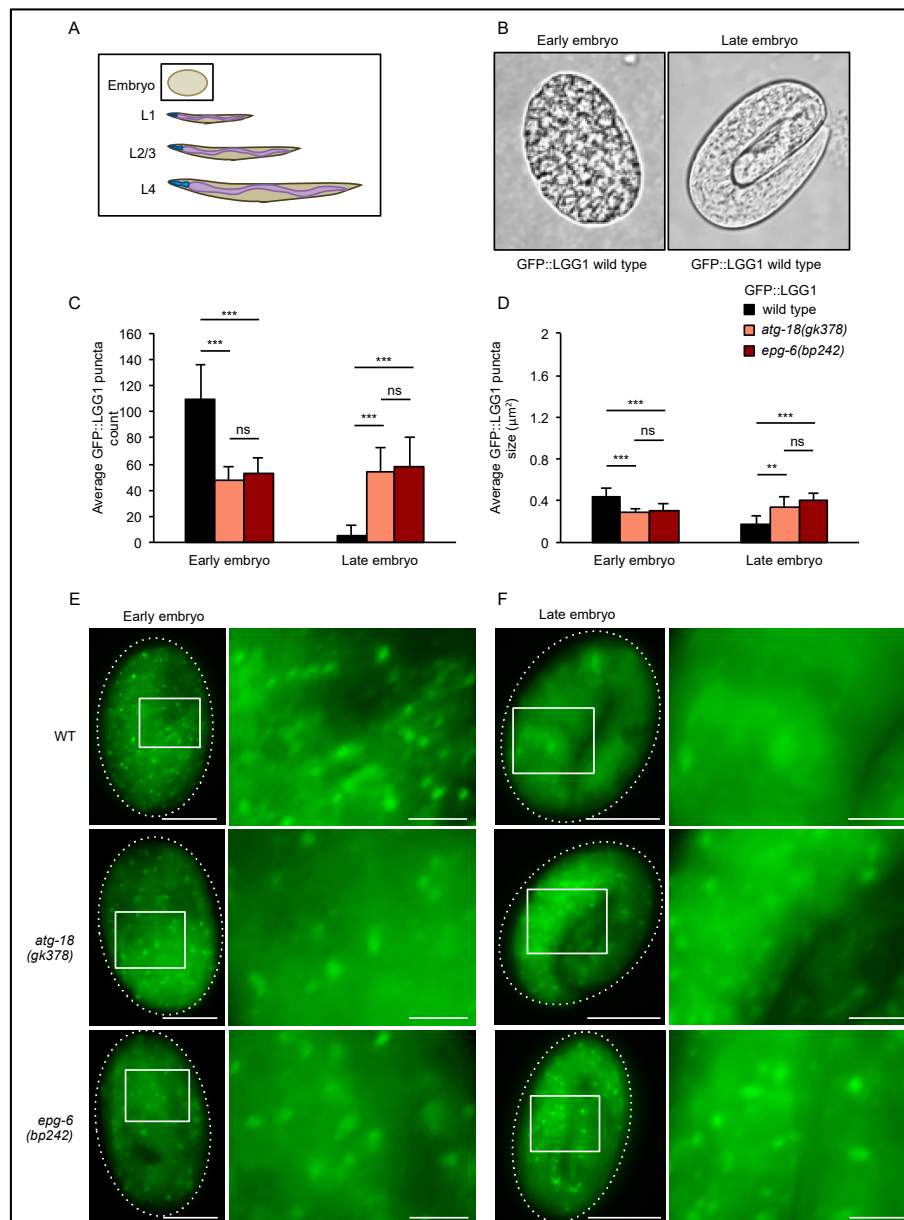 A
Embryo
L1
L2/3
L4
B
Early embryo
Late embryo
GFP::LGG1 wild type
GFP::LGG1 wild type
C
Average GFP::LGG1 puncta
count
160
140
120
100
80
60
40
20
0
***
***
ns
***
***
ns
Early embryo
Late embryo
D
GFP::LGG1
wild type
atg-18(gk378)
epg-6(bp242)
Average GFP::LGG1 puncta
size (µm²)
2
1.6
1.2
0.8
0.4
0
***
***
ns
***
**
ns
Early embryo
Late embryo
E
Early embryo
F
Late embryo
WT
atg-18
(gk378)
epg-6
(bp242)